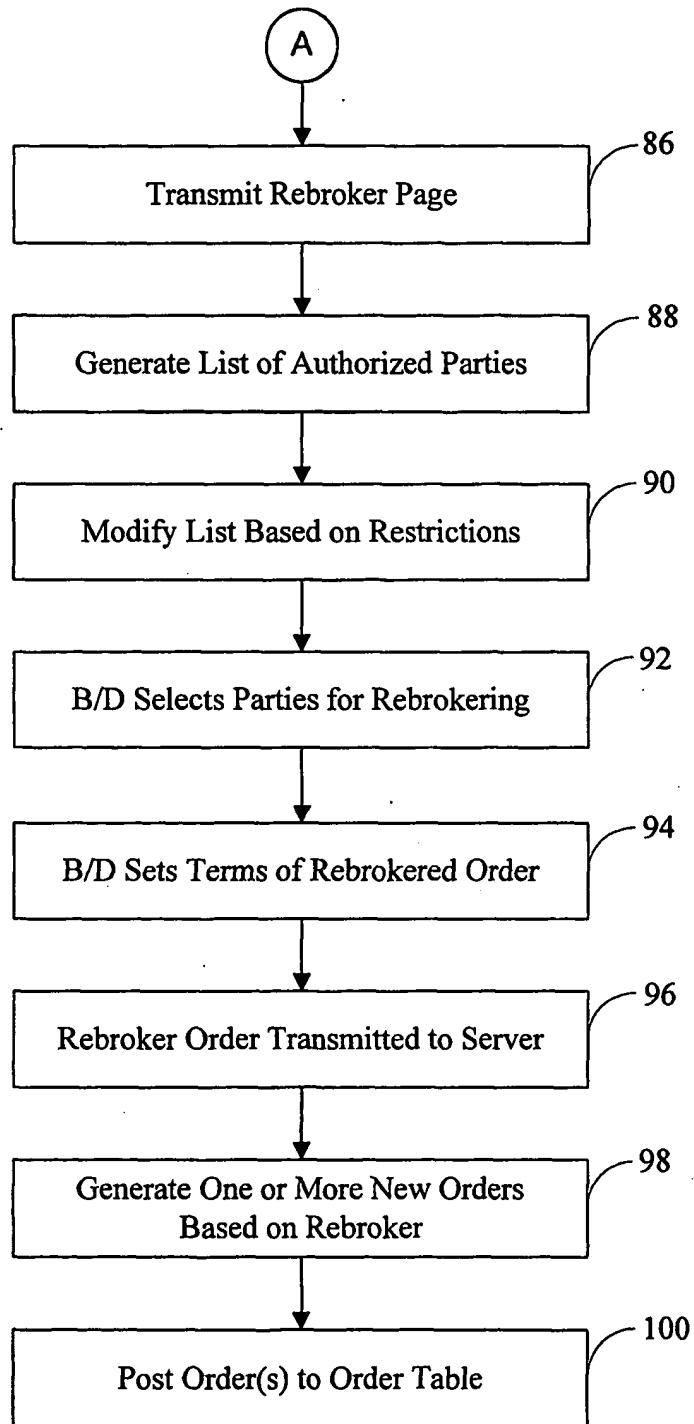 A
86
Transmit Rebroker Page
88
Generate List of Authorized Parties
90
Modify List Based on Restrictions
92
B/D Selects Parties for Rebrokering
94
B/D Sets Terms of Rebrokered Order
96
Rebroker Order Transmitted to Server
98
Generate One or More New Orders
Based on Rebroker
100
Post Order(s) to Order Table